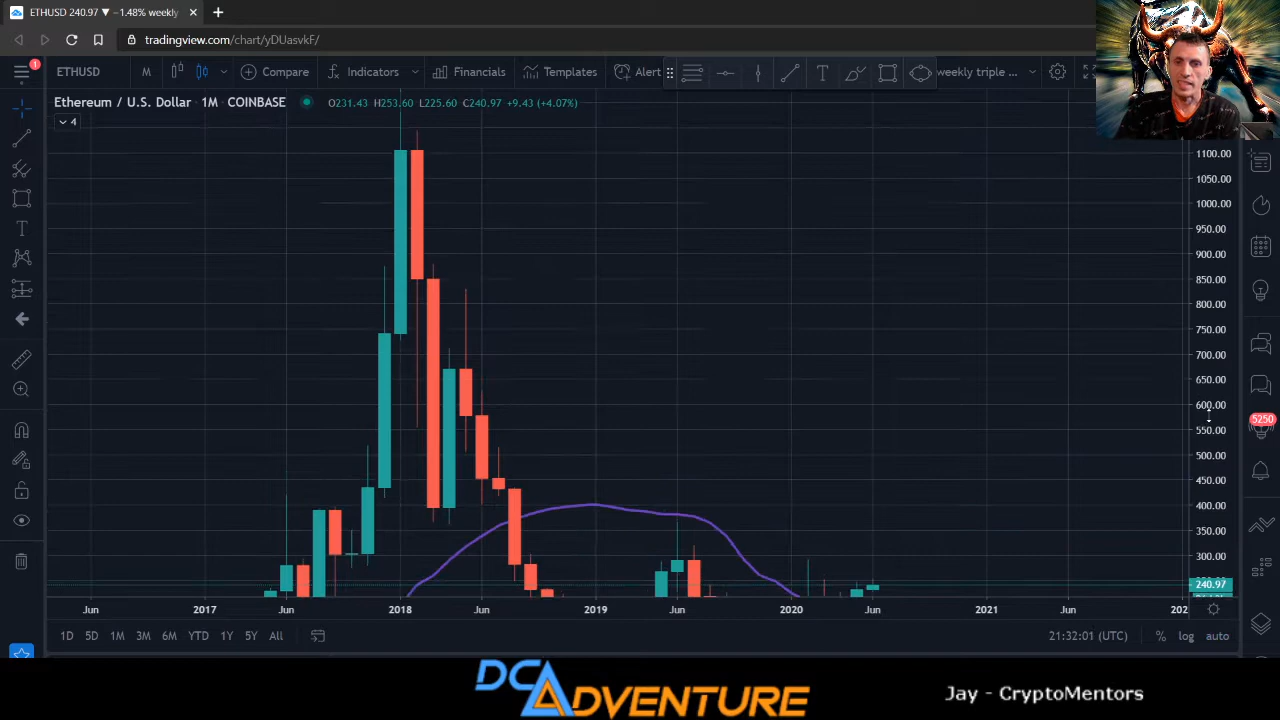 ETHUSD 240.97 ▼ −1.48% weekly
tradingview.com/chart/yDUasvkF/
1
ETHUSD
M
Compare
Indicators
Financials
Templates
Alert
T
weekly triple ...
Ethereum / U.S. Dollar · 1M · COINBASE
O231.43 H253.60 L225.60 C240.97 +9.43 (+4.07%)
4
T
1100.00
1050.00
1000.00
950.00
900.00
850.00
800.00
750.00
700.00
650.00
600.00
550.00
500.00
450.00
400.00
350.00
300.00
240.97
5250
Jun
2017
Jun
2018
Jun
2019
Jun
2020
Jun
2021
Jun
202
1D 5D 1M 3M 6M YTD 1Y 5Y All
21:32:01 (UTC)
% log auto
DCADVENTURE
Jay - CryptoMentors